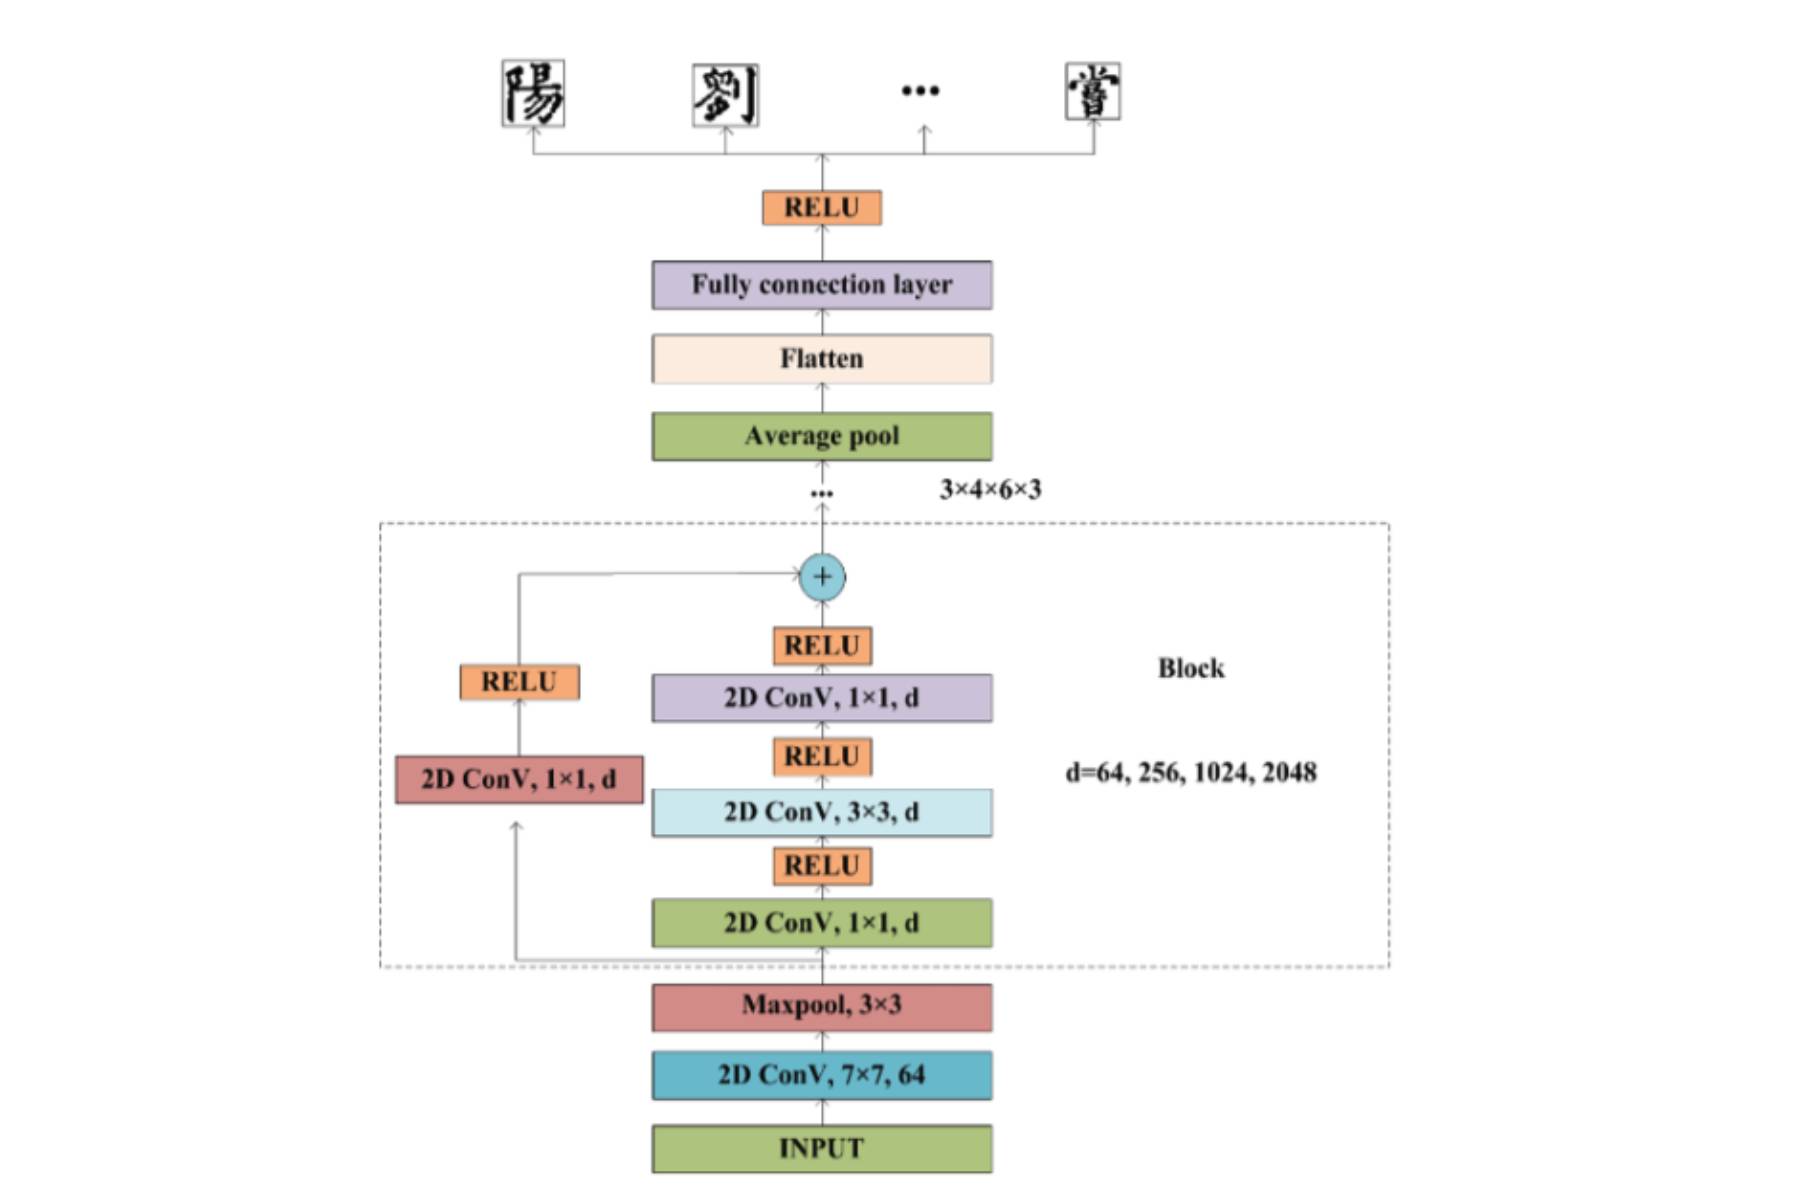 陽 劉 ... 嘗
RELU
Fully connection layer
Flatten
Average pool
... 3×4×6×3
+
RELU
RELU
2D ConV, 1×1, d
Block
RELU
2D ConV, 1×1, d
d=64, 256, 1024, 2048
2D ConV, 3×3, d
RELU
2D ConV, 1×1, d
Maxpool, 3×3
2D ConV, 7×7, 64
INPUT